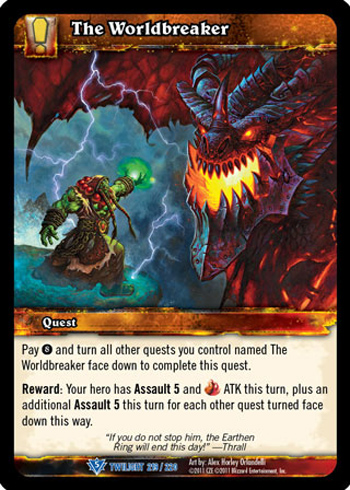 The Worldbreaker
Quest
Pay 8 and turn all other quests you control named The
Worldbreaker face down to complete this quest.
Reward: Your hero has Assault 5 and ATK this turn, plus an
additional Assault 5 this turn for each other quest turned face
down this way.
"If you do not stop him, the Earthen
Ring will end this day!" —Thrall
TWILIGHT 219/220
Art by: Alex Horley Orlandelli
©2011 CZE ©2011 Blizzard Entertainment, Inc.